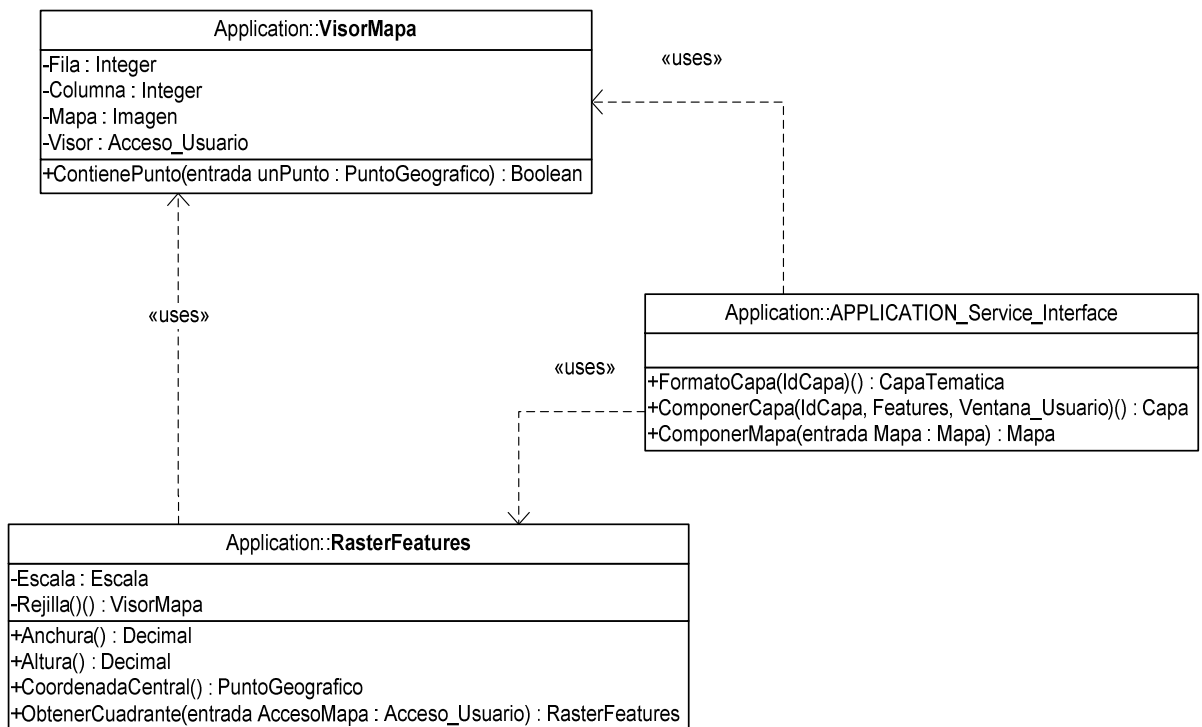 Application::VisorMapa
-Fila : Integer
-Columna : Integer
-Mapa : Imagen
-Visor : Acceso_Usuario
+ContienePunto(entrada unPunto : PuntoGeografico) : Boolean
«uses»
«uses»
Application::APPLICATION_Service_Interface
+FormatoCapa(IdCapa)() : CapaTematica
+ComponerCapa(IdCapa, Features, Ventana_Usuario)() : Capa
+ComponerMapa(entrada Mapa : Mapa) : Mapa
«uses»
Application::RasterFeatures
-Escala : Escala
-Rejilla()() : VisorMapa
+Anchura() : Decimal
+Altura() : Decimal
+CoordenadaCentral() : PuntoGeografico
+ObtenerCuadrante(entrada AccesoMapa : Acceso_Usuario) : RasterFeatures